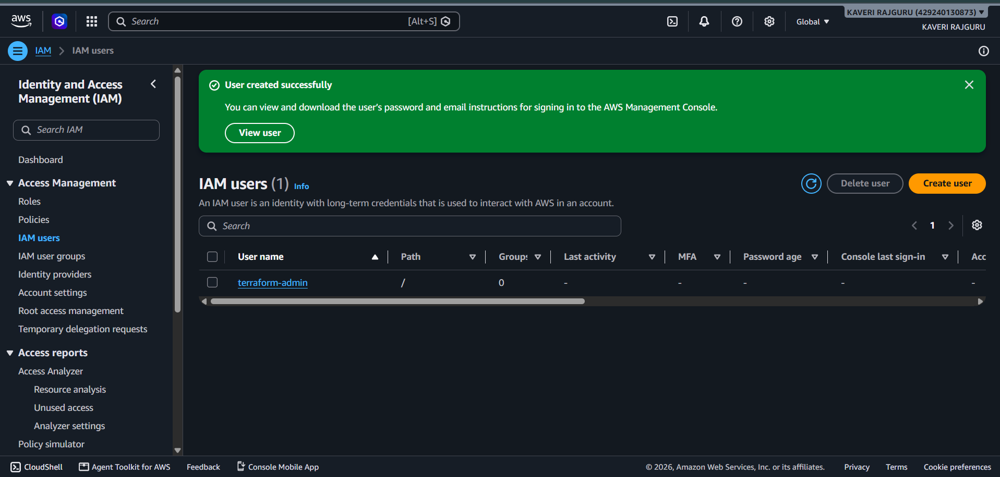 aws
Search [Alt+S]
Global
KAVERI RAJGURU (429240130873)
KAVERI RAJGURU
IAM
IAM users
Identity and Access
Management (IAM)
Search IAM
Dashboard
Access Management
Roles
Policies
IAM users
IAM user groups
Identity providers
Account settings
Root access management
Temporary delegation requests
Access reports
Access Analyzer
Resource analysis
Unused access
Analyzer settings
Policy simulator
User created successfully
You can view and download the user’s password and email instructions for signing in to the AWS Management Console.
View user
IAM users (1) Info
Delete user
Create user
An IAM user is an identity with long-term credentials that is used to interact with AWS in an account.
Search
1
User name Path Groups Last activity MFA Password age Console last sign-in Acc
terraform-admin / 0 - - - - -
CloudShell Agent Toolkit for AWS Feedback Console Mobile App © 2026, Amazon Web Services, Inc. or its affiliates. Privacy Terms Cookie preferences